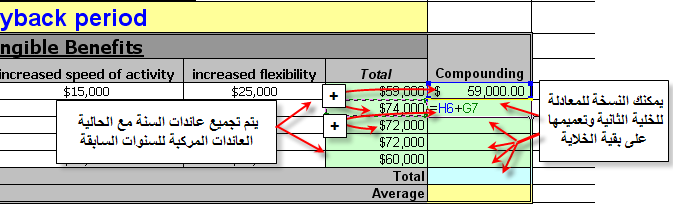 yback period
ngible Benefits
increased speed of activity increased flexibility Total Compounding
$15,000 $25,000 + $59,000 $ 59,000.00
$74,000 =H6+G7
+ $72,000
$72,000
$60,000
Total
Average
يتم تجميع عائدات السنة مع الحالية
العائدات المركبة للسنوات السابقة
يمكنك النسخة للمعادلة
للخلية الثانية وتعميمها
على بقية الخلاية